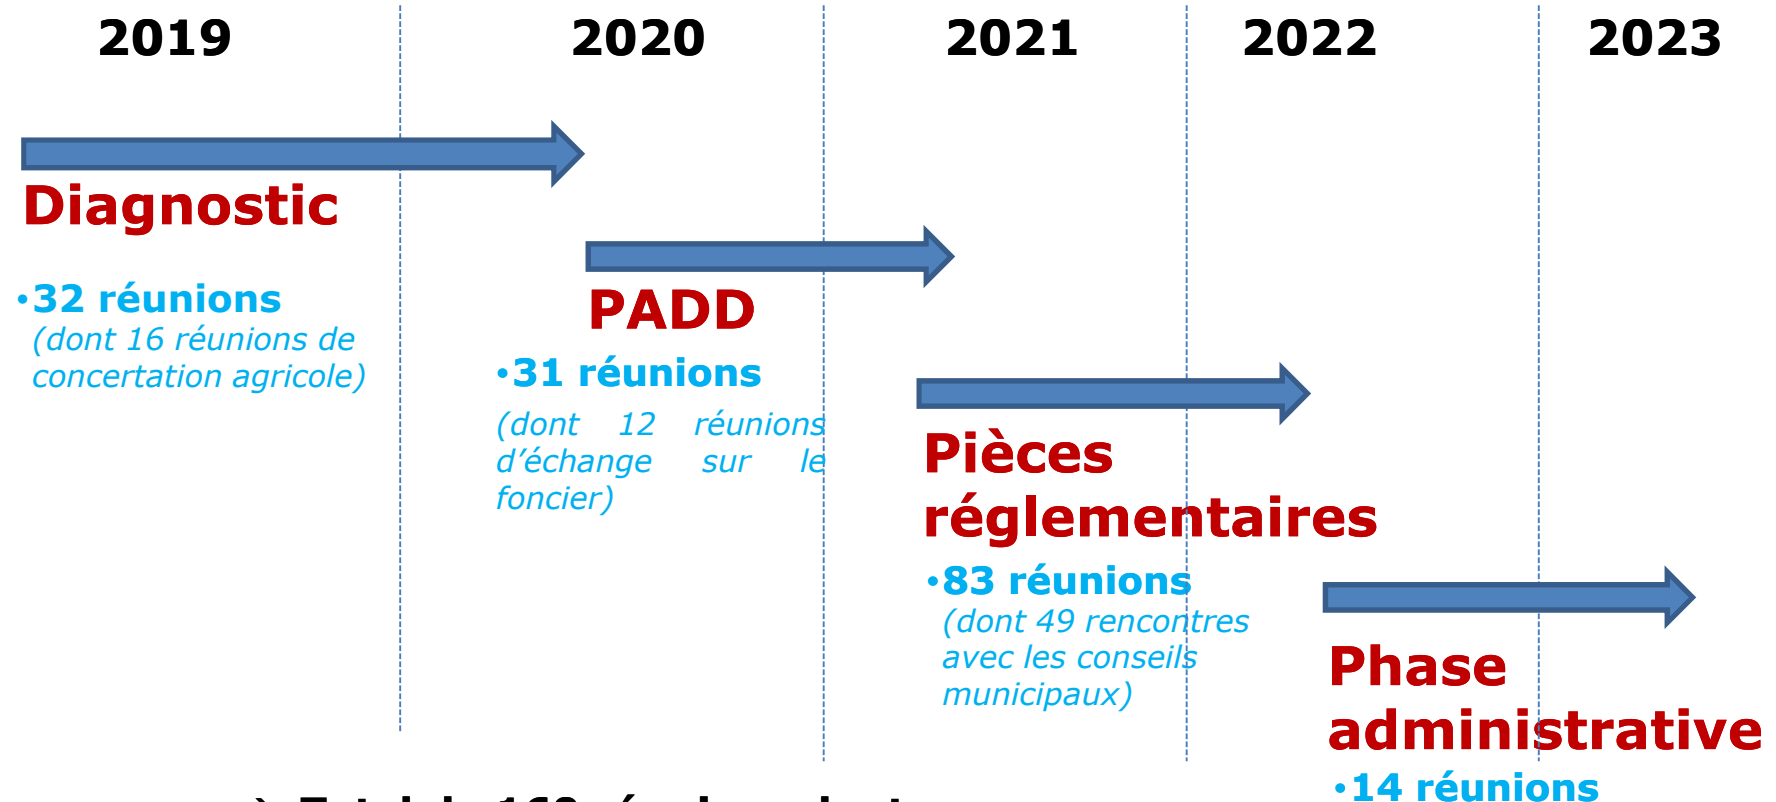 2019 2020 2021 2022 2023
Diagnostic
•32 réunions
(dont 16 réunions de
concertation agricole)
PADD
•31 réunions
(dont 12 réunions
d’échange sur le
foncier)
Pièces
réglementaires
•83 réunions
(dont 49 rencontres
avec les conseils
municipaux)
Phase
administrative
•14 réunions